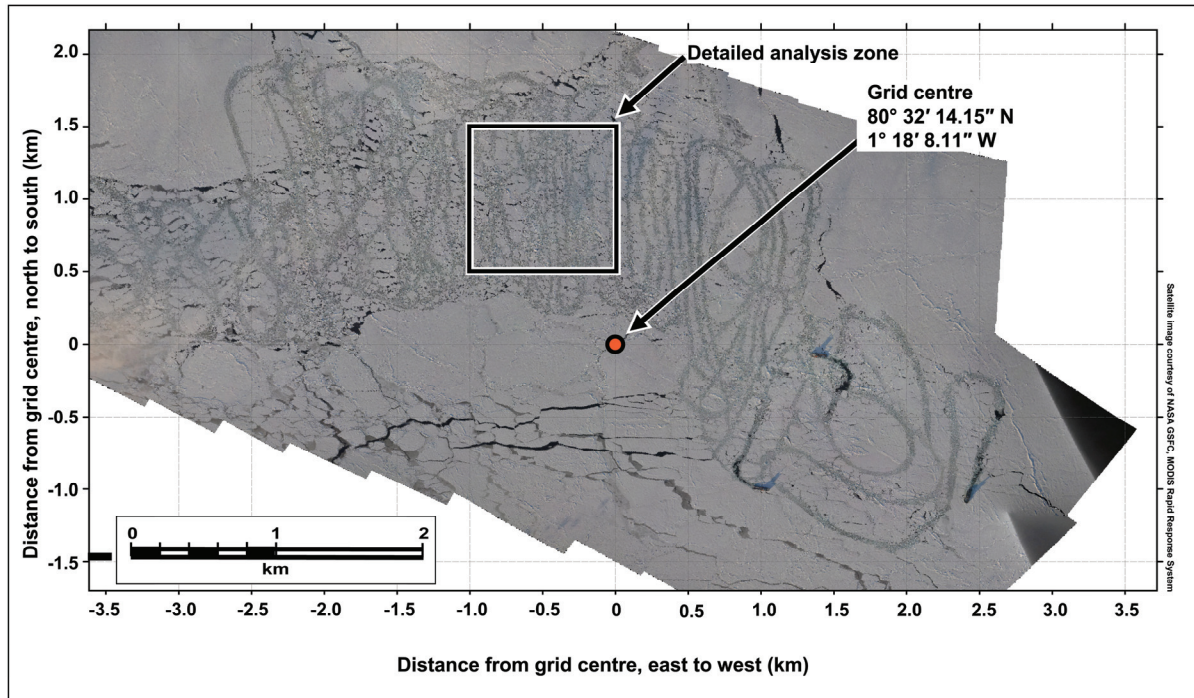 Detailed analysis zone
Grid centre
80° 32′ 14.15″ N
1° 18′ 8.11″ W
Distance from grid centre, north to south (km)
2.0
1.5
1.0
0.5
0
-0.5
-1.0
-1.5
0 1 2
km
-3.5 -3.0 -2.5 -2.0 -1.5 -1.0 -0.5 0 0.5 1.0 1.5 2.0 2.5 3.0 3.5
Distance from grid centre, east to west (km)
Satellite image courtesy of NASA GSFC, MODIS Rapid Response System